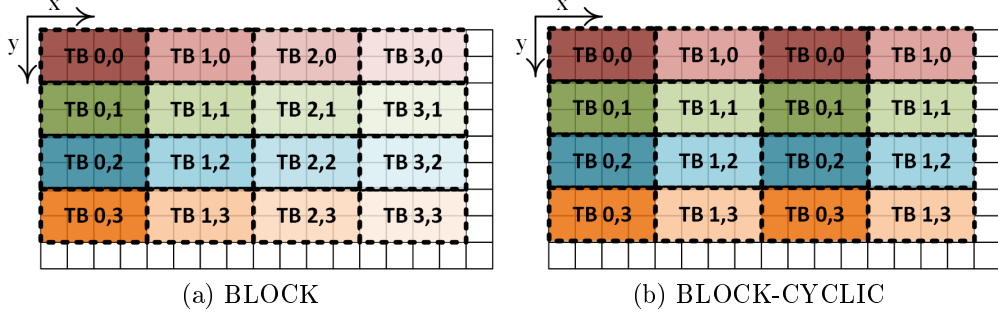 x
y
TB 0,0 TB 1,0 TB 2,0 TB 3,0
TB 0,1 TB 1,1 TB 2,1 TB 3,1
TB 0,2 TB 1,2 TB 2,2 TB 3,2
TB 0,3 TB 1,3 TB 2,3 TB 3,3
(a) BLOCK
x
y
TB 0,0 TB 1,0 TB 0,0 TB 1,0
TB 0,1 TB 1,1 TB 0,1 TB 1,1
TB 0,2 TB 1,2 TB 0,2 TB 1,2
TB 0,3 TB 1,3 TB 0,3 TB 1,3
(b) BLOCK-CYCLIC